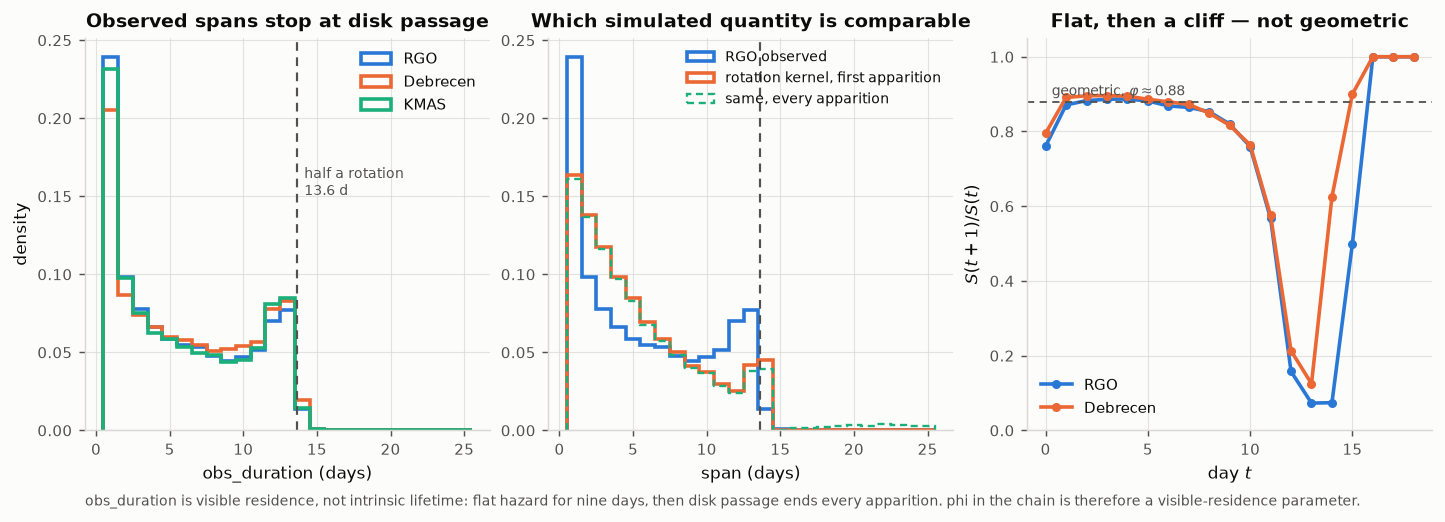 Observed spans stop at disk passage
0.25
0.20
0.15
0.10
0.05
0.00
density
RGO
Debrecen
KMAS
half a rotation
13.6 d
0 5 10 15 20 25
obs_duration (days)
Which simulated quantity is comparable
0.25
0.20
0.15
0.10
0.05
0.00
RGO observed
rotation kernel, first apparition
same, every apparition
0 5 10 15 20 25
span (days)
Flat, then a cliff — not geometric
1.0
0.8
0.6
0.4
0.2
0.0
S(t + 1)/S(t)
geometric, φ ≈ 0.88
RGO
Debrecen
0 5 10 15
day t
obs_duration is visible residence, not intrinsic lifetime: flat hazard for nine days, then disk passage ends every apparition. phi in the chain is therefore a visible-residence parameter.